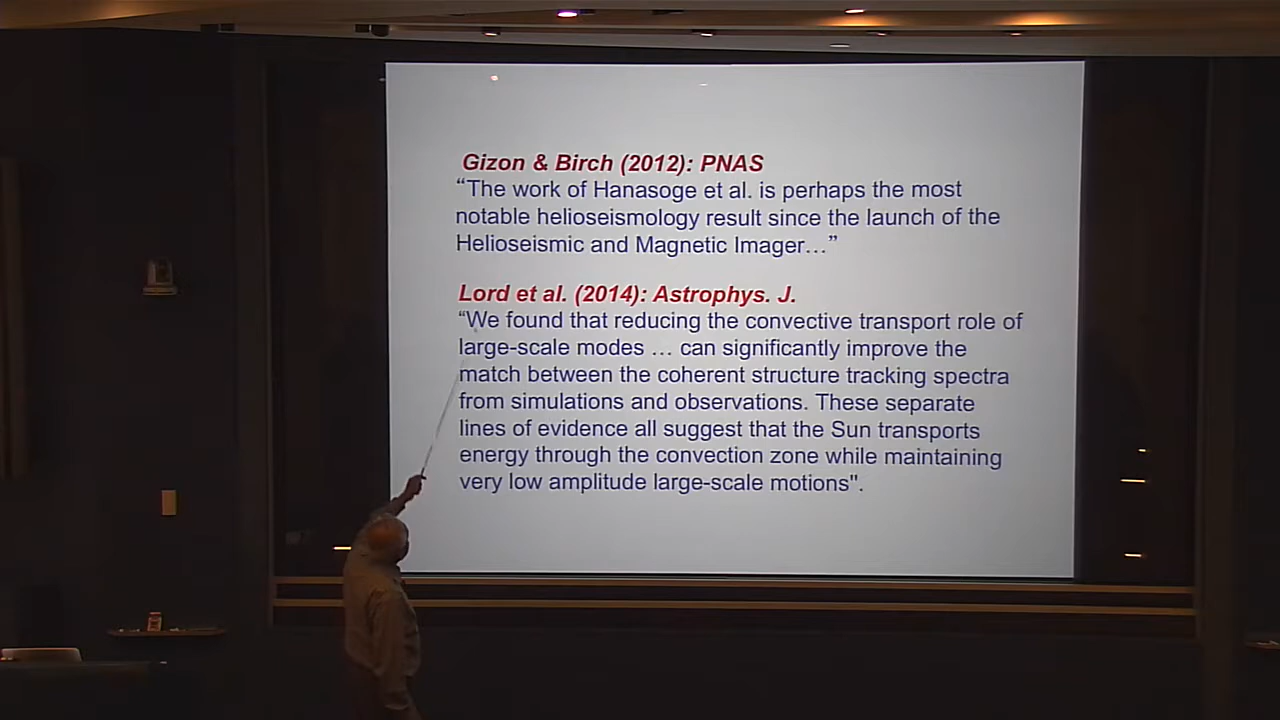 Gizon & Birch (2012): PNAS
“The work of Hanasoge et al. is perhaps the most
notable helioseismology result since the launch of the
Helioseismic and Magnetic Imager…”
Lord et al. (2014): Astrophys. J.
“We found that reducing the convective transport role of
large-scale modes … can significantly improve the
match between the coherent structure tracking spectra
from simulations and observations. These separate
lines of evidence all suggest that the Sun transports
energy through the convection zone while maintaining
very low amplitude large-scale motions".